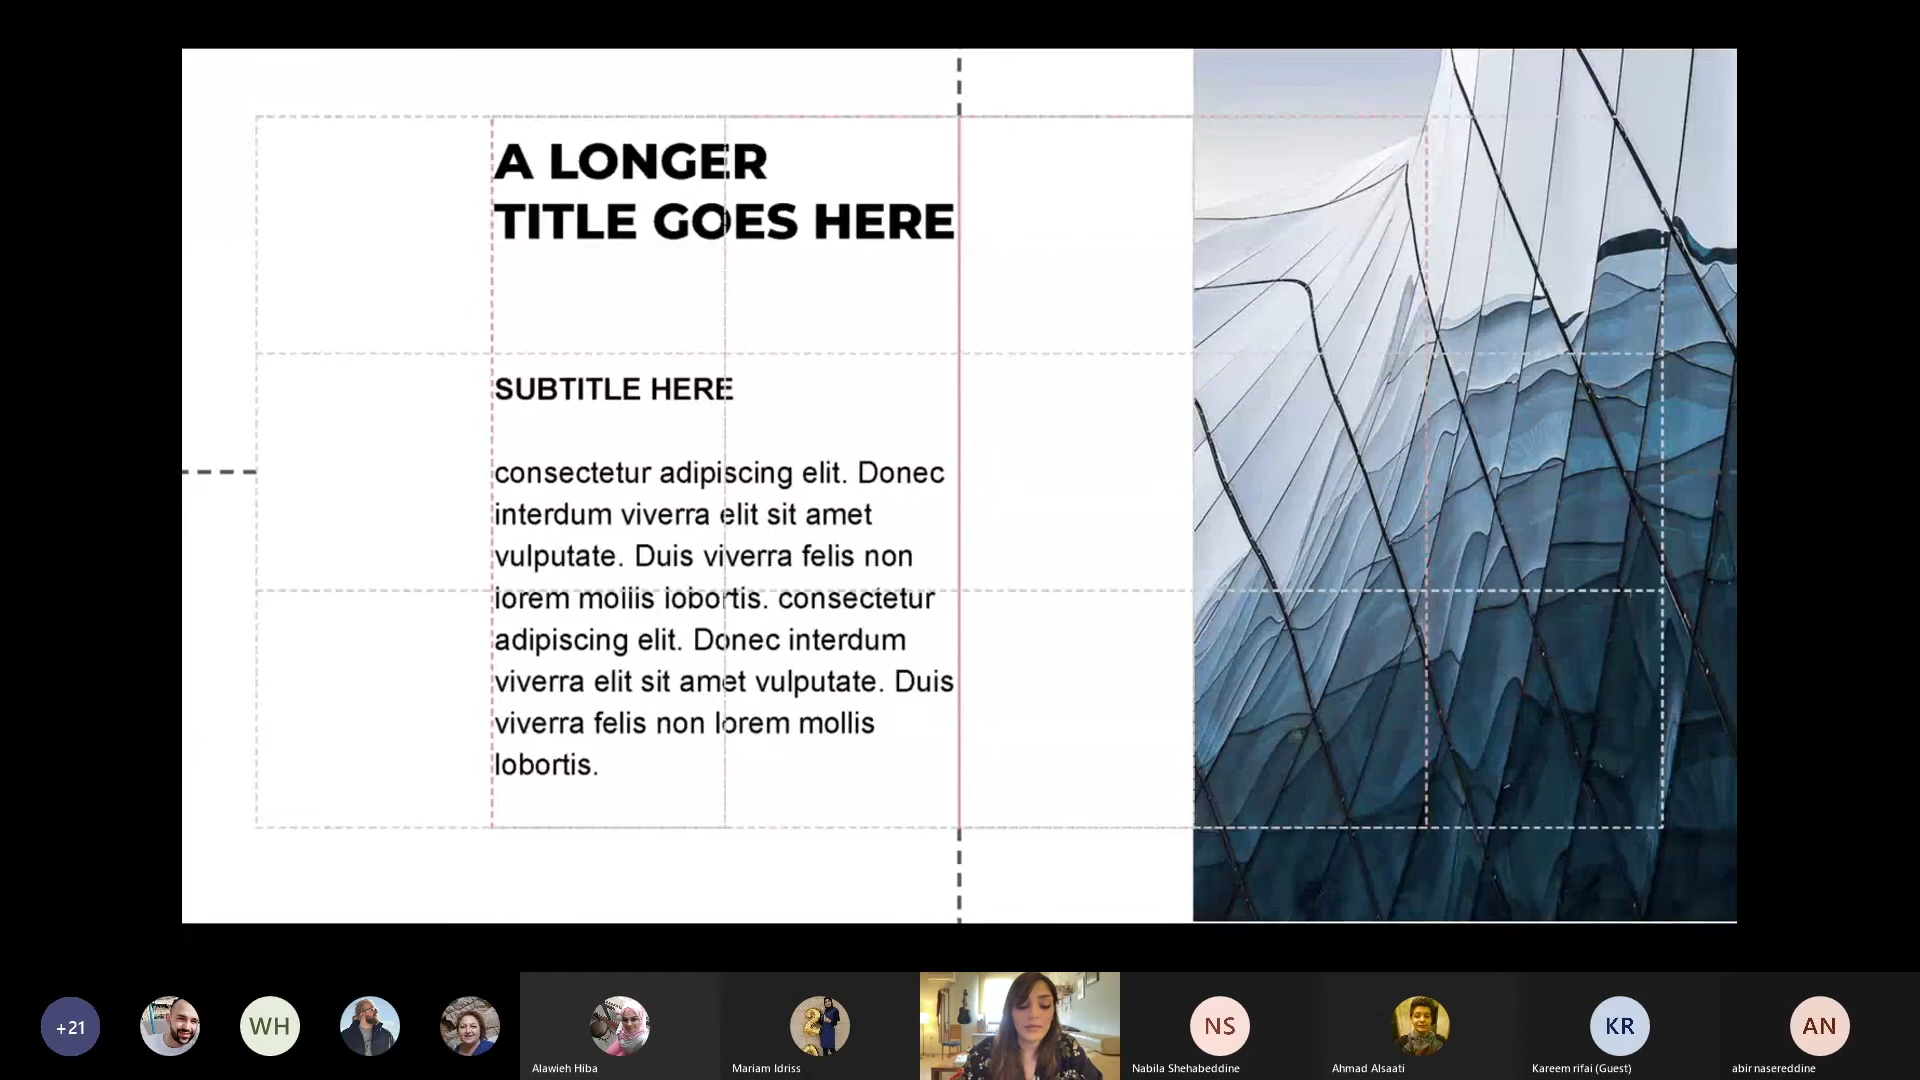 A LONGER
TITLE GOES HERE
SUBTITLE HERE
consectetur adipiscing elit. Donec
interdum viverra elit sit amet
vulputate. Duis viverra felis non
lorem mollis lobortis. consectetur
adipiscing elit. Donec interdum
viverra elit sit amet vulputate. Duis
viverra felis non lorem mollis
lobortis.
+21
WH
2
NS
KR
AN
Alawieh Hiba
Mariam Idriss
Nabila Shehabeddine
Ahmad Alsaati
Kareem rifai (Guest)
abir nasereddine